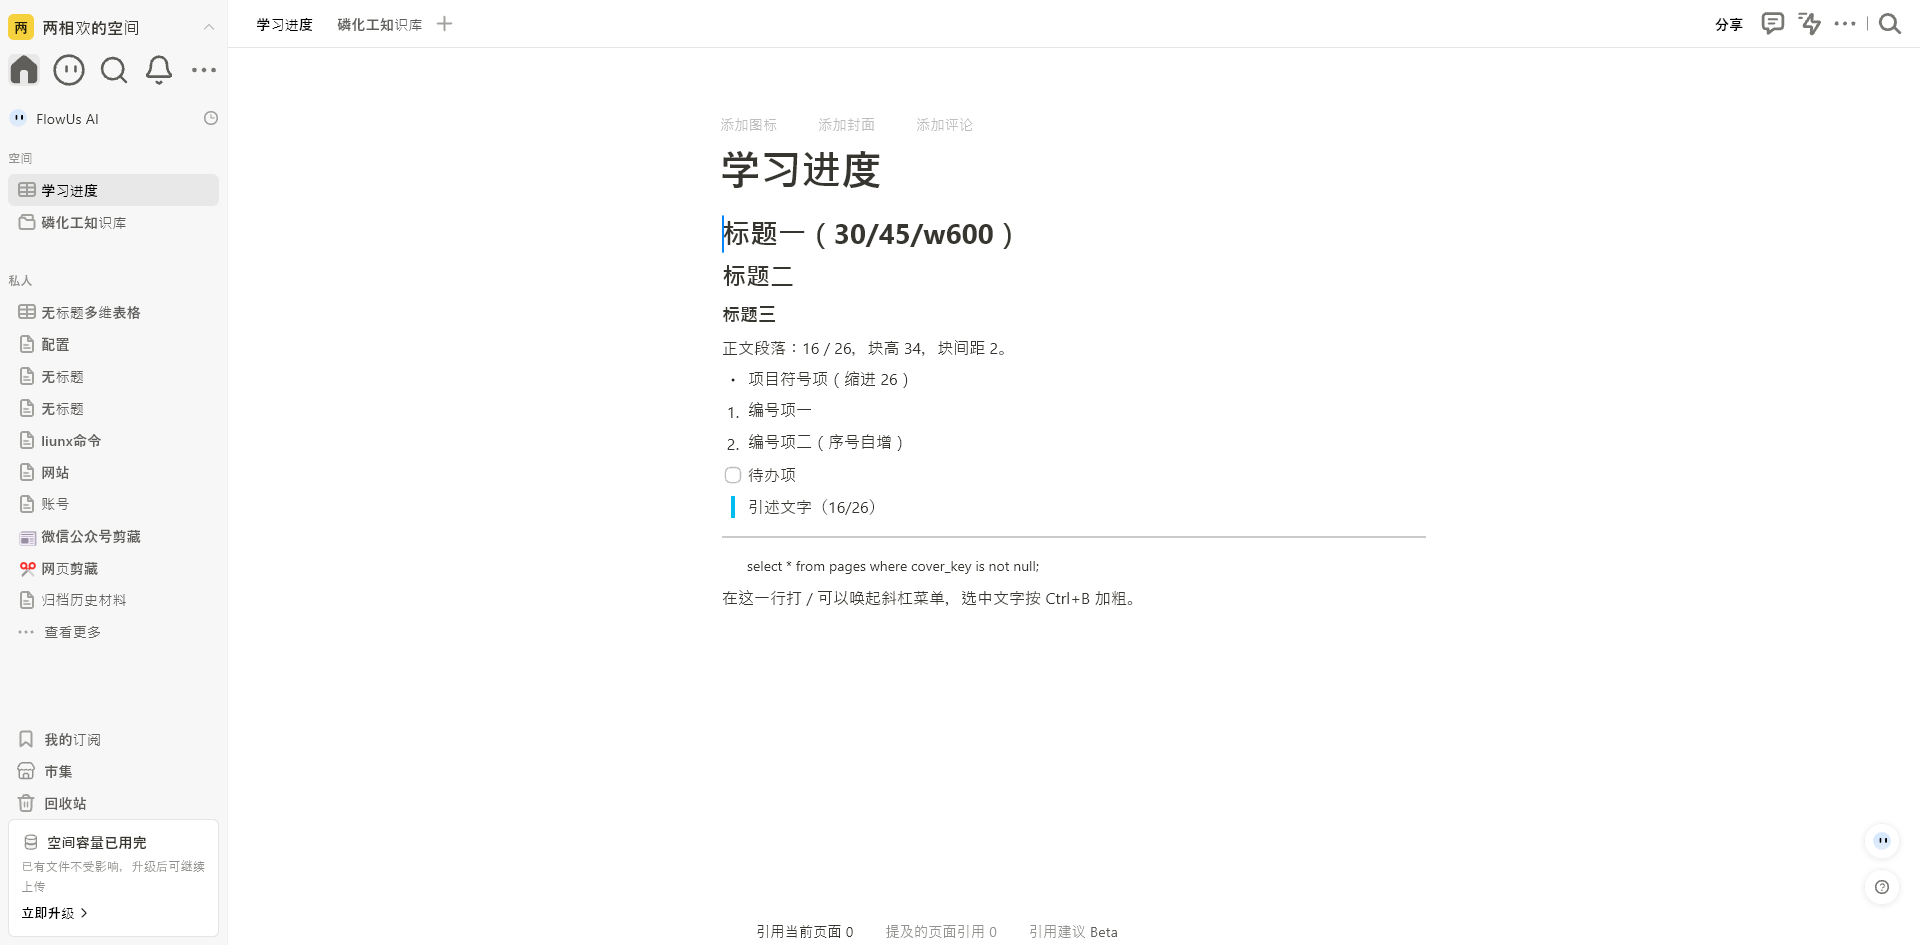 两 两相欢的空间
学习进度 磷化工知识库
分享
FlowUs AI
空间
学习进度
磷化工知识库
私人
无标题多维表格
配置
无标题
无标题
liunx命令
网站
账号
微信公众号剪藏
网页剪藏
归档历史材料
查看更多
我的订阅
市集
回收站
空间容量已用完
已有文件不受影响，升级后可继续
上传
立即升级
添加图标 添加封面 添加评论
学习进度
标题一（30/45/w600）
标题二
标题三
正文段落：16 / 26，块高 34，块间距 2。
• 项目符号项（缩进 26）
1. 编号项一
2. 编号项二（序号自增）
待办项
引述文字（16/26）
select * from pages where cover_key is not null;
在这一行打 / 可以唤起斜杠菜单，选中文字按 Ctrl+B 加粗。
引用当前页面 0 提及的页面引用 0 引用建议 Beta